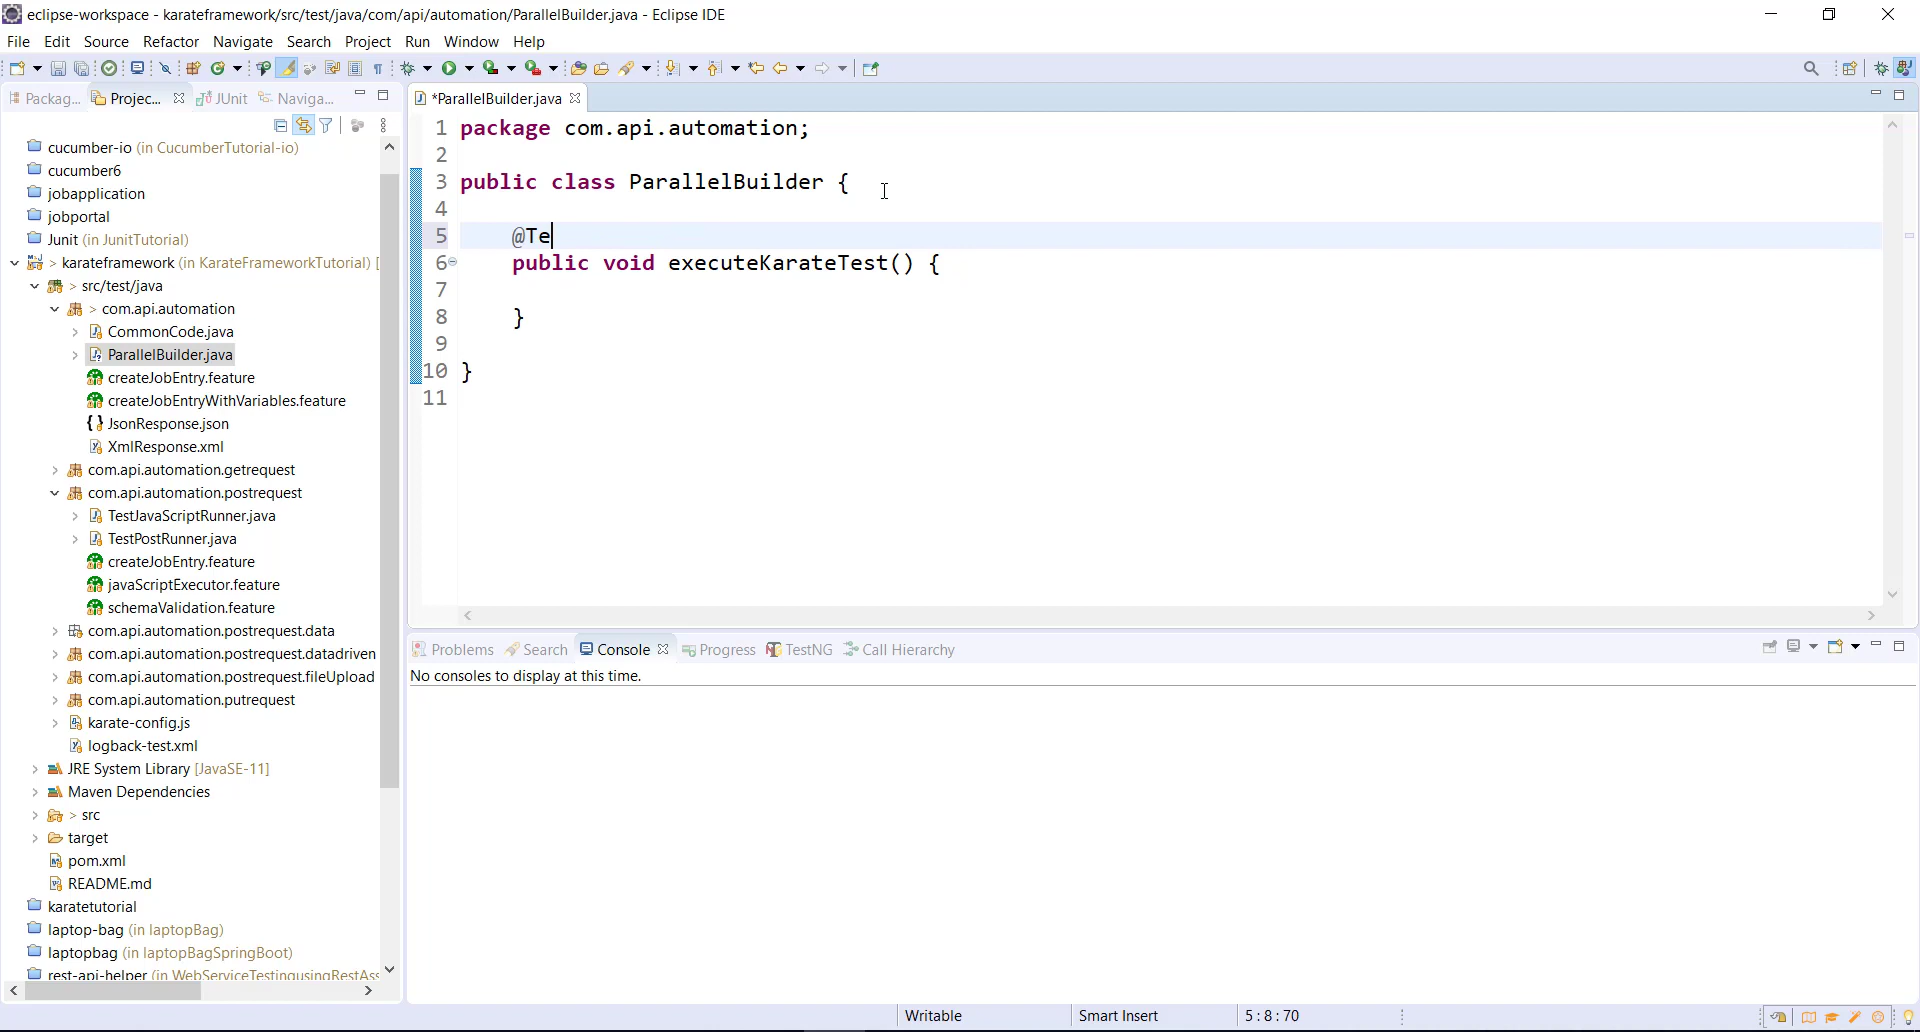 eclipse-workspace - karateframework/src/test/java/com/api/automation/ParallelBuilder.java - Eclipse IDE
File Edit Source Refactor Navigate Search Project Run Window Help
Packag... Projec... JUnit Naviga...
*ParallelBuilder.java
cucumber-io (in CucumberTutorial-io)
cucumber6
jobapplication
jobportal
Junit (in JunitTutorial)
> karateframework (in KarateFrameworkTutorial) [
> src/test/java
> com.api.automation
CommonCode.java
ParallelBuilder.java
createJobEntry.feature
createJobEntryWithVariables.feature
JsonResponse.json
XmlResponse.xml
com.api.automation.getrequest
com.api.automation.postrequest
TestJavaScriptRunner.java
TestPostRunner.java
createJobEntry.feature
javaScriptExecutor.feature
schemaValidation.feature
com.api.automation.postrequest.data
com.api.automation.postrequest.datadriven
com.api.automation.postrequest.fileUpload
com.api.automation.putrequest
karate-config.js
logback-test.xml
JRE System Library [JavaSE-11]
Maven Dependencies
> src
target
pom.xml
README.md
karatetutorial
laptop-bag (in laptopBag)
laptopbag (in laptopBagSpringBoot)
rest-api-helper (in WebServiceTestingusingRestAss
1 package com.api.automation;
2
3 public class ParallelBuilder {
4
5 @Te
6 public void executeKarateTest() {
7
8 }
9
10 }
11
Problems Search Console Progress TestNG Call Hierarchy
No consoles to display at this time.
Writable Smart Insert 5 : 8 : 70